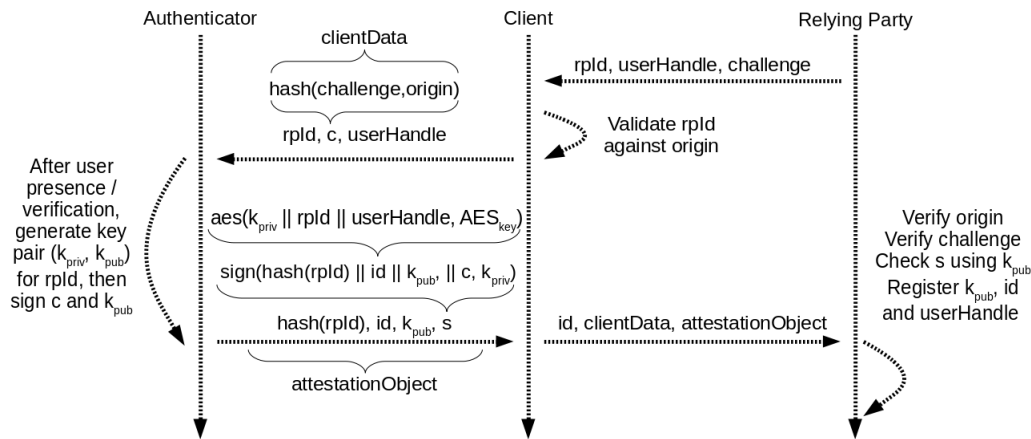 Authenticator
Client
Relying Party
clientData
hash(challenge,origin)
rpId, c, userHandle
rpId, userHandle, challenge
Validate rpId
against origin
After user
presence /
verification,
generate key
pair (kpriv, kpub)
for rpId, then
sign c and kpub
aes(kpriv || rpId || userHandle, AESkey)
sign(hash(rpId) || id || kpub, || c, kpriv)
hash(rpId), id, kpub, s
attestationObject
id, clientData, attestationObject
Verify origin
Verify challenge
Check s using kpub
Register kpub, id
and userHandle